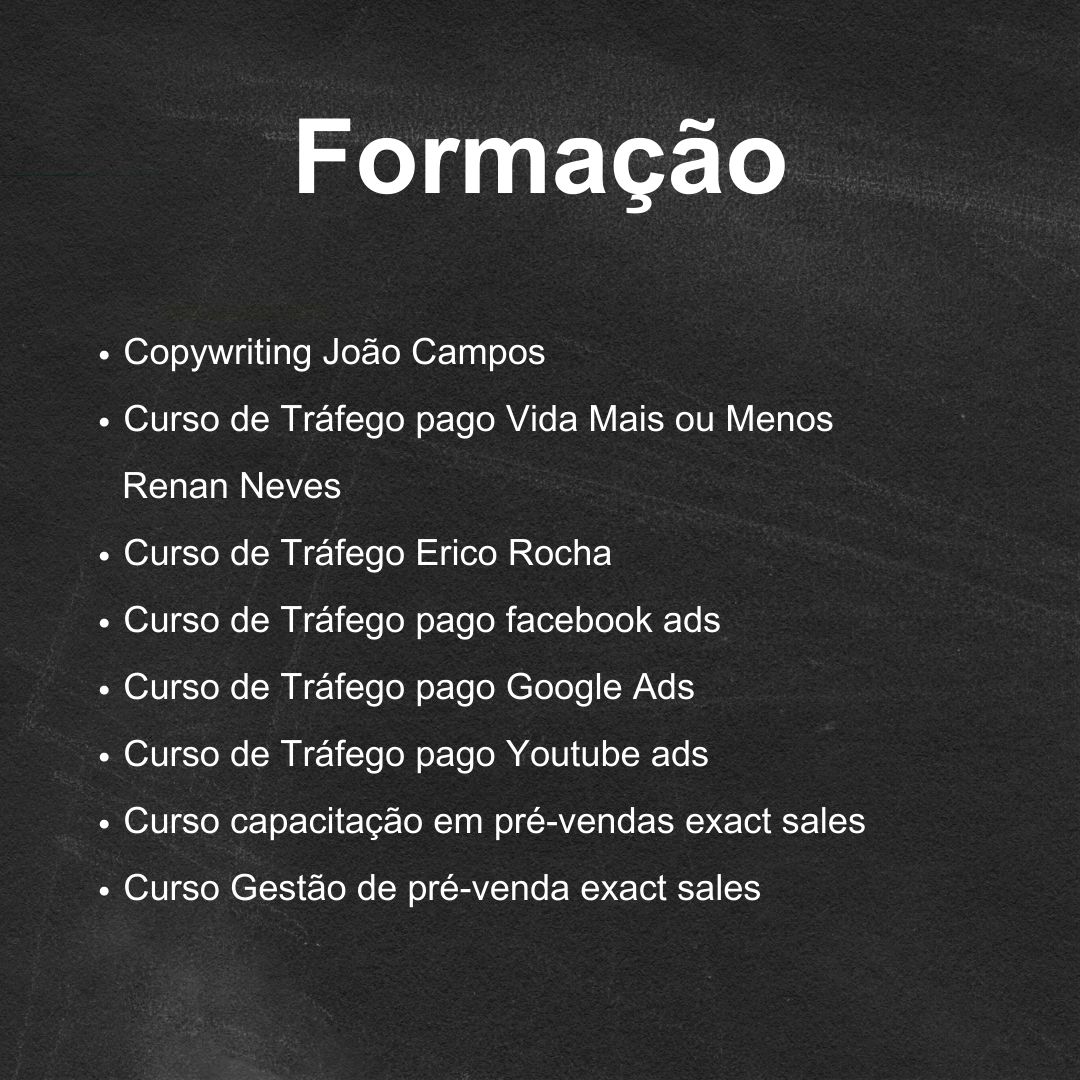 Formação
• Copywriting João Campos
• Curso de Tráfego pago Vida Mais ou Menos
Renan Neves
• Curso de Tráfego Erico Rocha
• Curso de Tráfego pago facebook ads
• Curso de Tráfego pago Google Ads
• Curso de Tráfego pago Youtube ads
• Curso capacitação em pré-vendas exact sales
• Curso Gestão de pré-venda exact sales